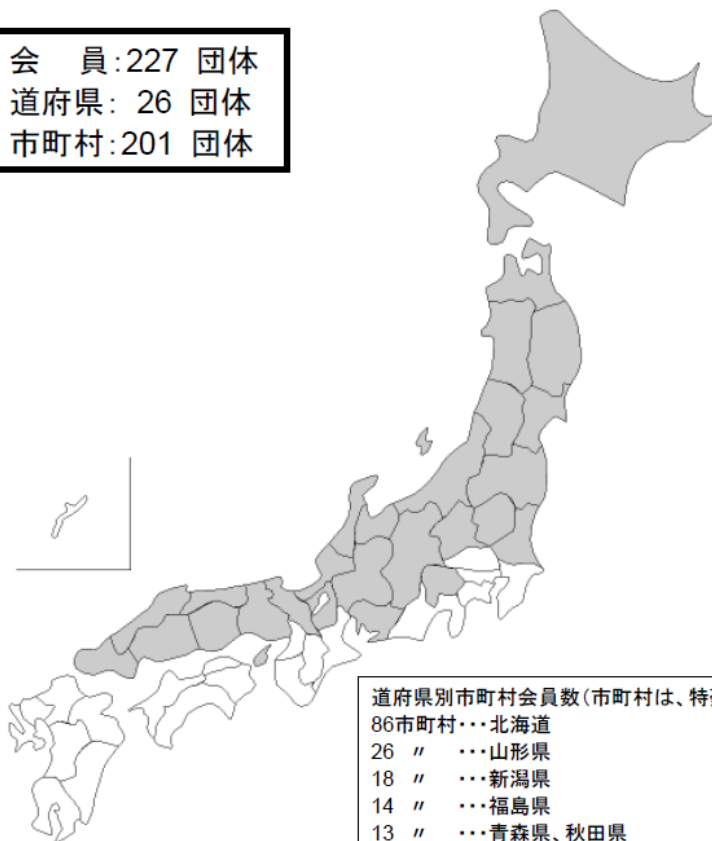 会　員:227 団体
道府県: 26 団体
市町村:201 団体
道府県別市町村会員数(市町村は、特
86市町村･･･北海道
26 〃 ･･･山形県
18 〃 ･･･新潟県
14 〃 ･･･福島県
13 〃 ･･･青森県、秋田県